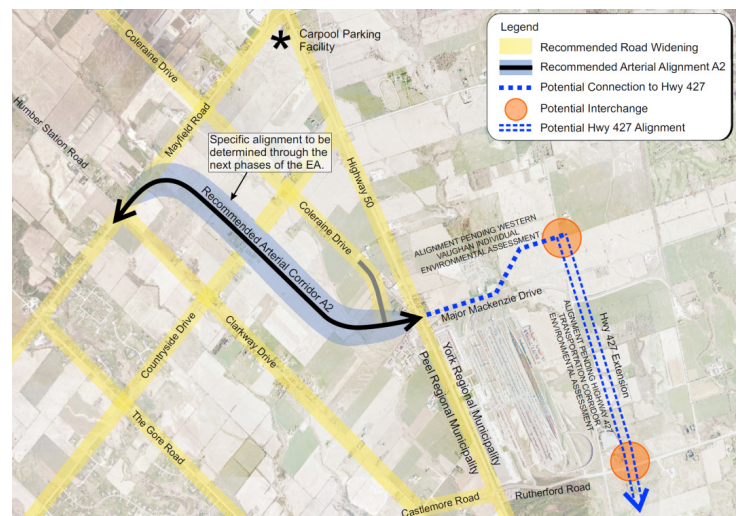 Legend
Recommended Road Widening
Recommended Arterial Alignment A2
Potential Connection to Hwy 427
Potential Interchange
Potential Hwy 427 Alignment
Carpool Parking
Facility
Coleraine Drive
Mayfield Road
Humber Station Road
Specific alignment to be
determined through the
next phases of the EA.
Highway 50
Coleraine Drive
Recommended Arterial Corridor A2
ALIGNMENT PENDING WESTERN
VAUGHAN INDIVIDUAL
ENVIRONMENTAL ASSESSMENT
Major Mackenzie Drive
Hwy 427 Extension
ALIGNMENT PENDING HIGHWAY 427
TRANSPORTATION CORRIDOR
ENVIRONMENTAL ASSESSMENT
Countryside Drive
Clarkway Drive
York Regional Municipality
Peel Regional Municipality
The Gore Road
Castlemore Road
Rutherford Road